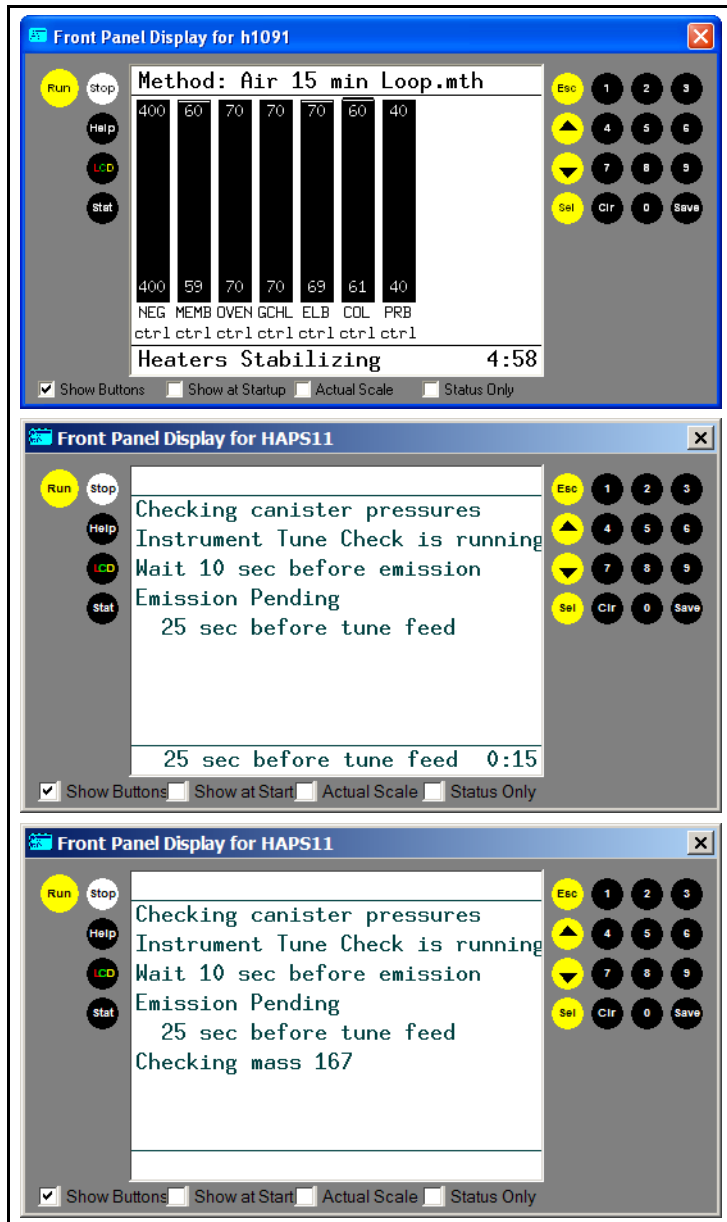 Front Panel Display for h1091
Run Stop Method: Air 15 min Loop.mth Esc 1 2 3
400 60 70 70 70 60 40
Help 4 5 6
LCD 7 8 9
Stat Sel Clr 0 Save
400 59 70 70 69 61 40
NEG MEMB OVEN GCHL ELB COL PRB
ctrl ctrl ctrl ctrl ctrl ctrl ctrl
Heaters Stabilizing 4:58
Show Buttons Show at Startup Actual Scale Status Only
Front Panel Display for HAPS11
Run Stop Esc 1 2 3
Checking canister pressures
Help Instrument Tune Check is running 4 5 6
LCD Wait 10 sec before emission 7 8 9
Emission Pending
Stat Sel Clr 0 Save
25 sec before tune feed
25 sec before tune feed 0:15
Show Buttons Show at Start Actual Scale Status Only
Front Panel Display for HAPS11
Run Stop Esc 1 2 3
Checking canister pressures
Help Instrument Tune Check is running 4 5 6
LCD Wait 10 sec before emission 7 8 9
Emission Pending
Stat Sel Clr 0 Save
25 sec before tune feed
Checking mass 167
Show Buttons Show at Start Actual Scale Status Only